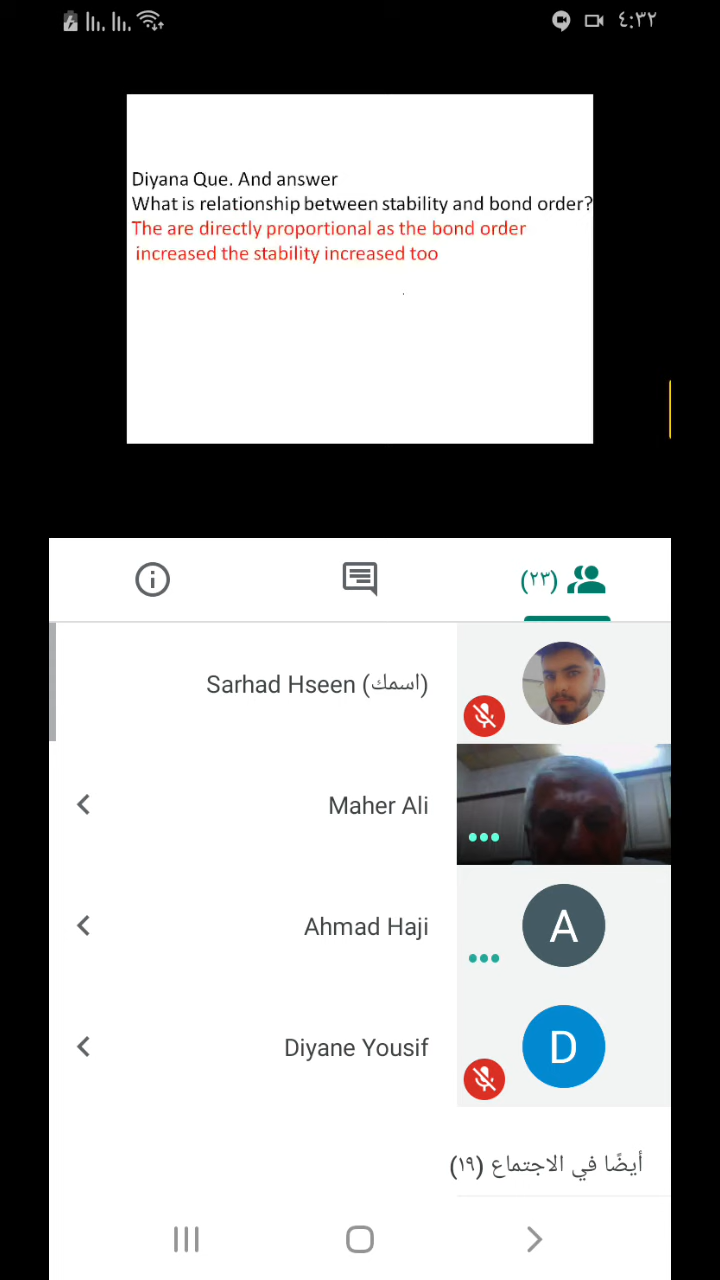 ٤:٣٢
Diyana Que. And answer
What is relationship between stability and bond order?
The are directly proportional as the bond order
increased the stability increased too
(٢٣)
Sarhad Hseen (اسمك)
Maher Ali
Ahmad Haji
A
Diyane Yousif
D
أيضًا في الاجتماع (١٩)